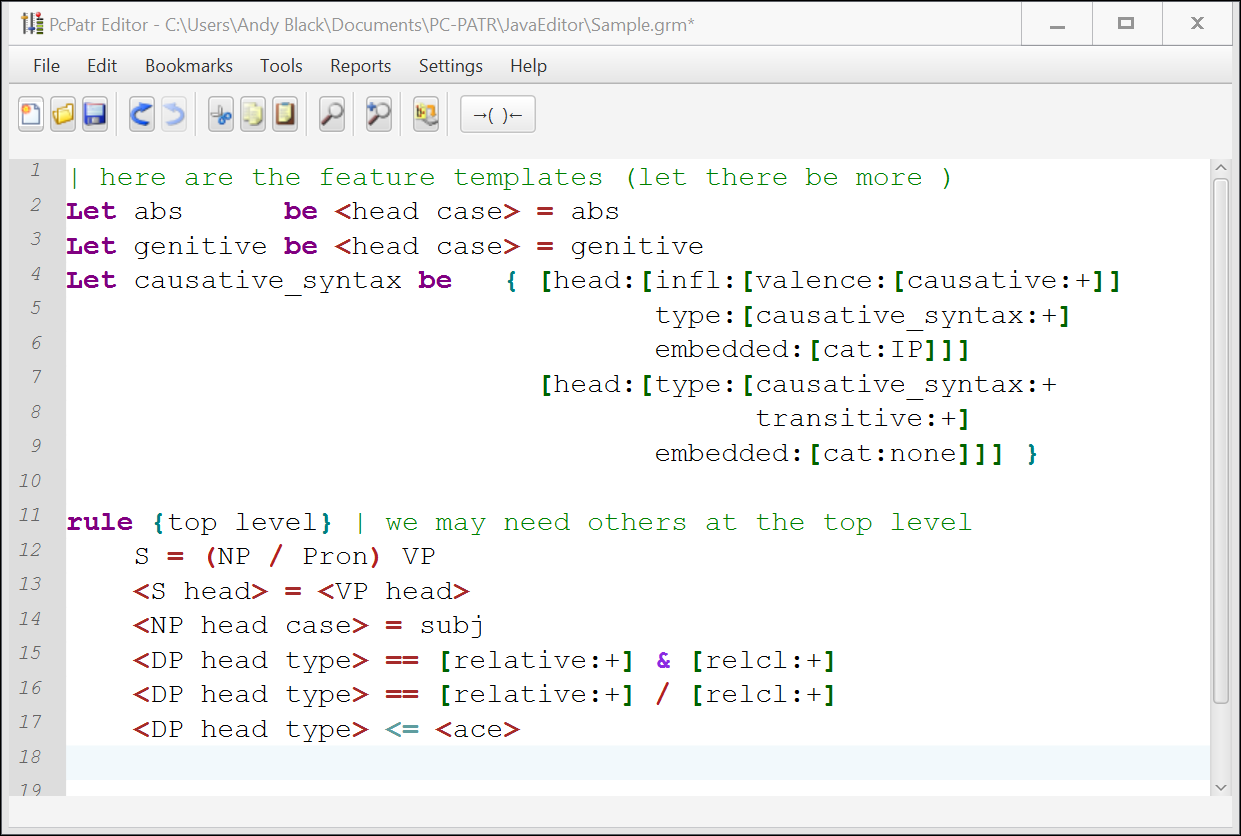 PcPatr Editor - C:\Users\Andy Black\Documents\PC-PATR\JavaEditor\Sample.grm*
File Edit Bookmarks Tools Reports Settings Help
→( )←
1 | here are the feature templates (let there be more )
2 Let abs      be <head case> = abs
3 Let genitive be <head case> = genitive
4 Let causative_syntax be   { [head:[infl:[valence:[causative:+]]
5                                    type:[causative_syntax:+]
6                                    embedded:[cat:IP]]]
7                             [head:[type:[causative_syntax:+
8                                          transitive:+]
9                                    embedded:[cat:none]]] }
10
11 rule {top level} | we may need others at the top level
12     S = (NP / Pron) VP
13     <S head> = <VP head>
14     <NP head case> = subj
15     <DP head type> == [relative:+] & [relcl:+]
16     <DP head type> == [relative:+] / [relcl:+]
17     <DP head type> <= <ace>
18
19